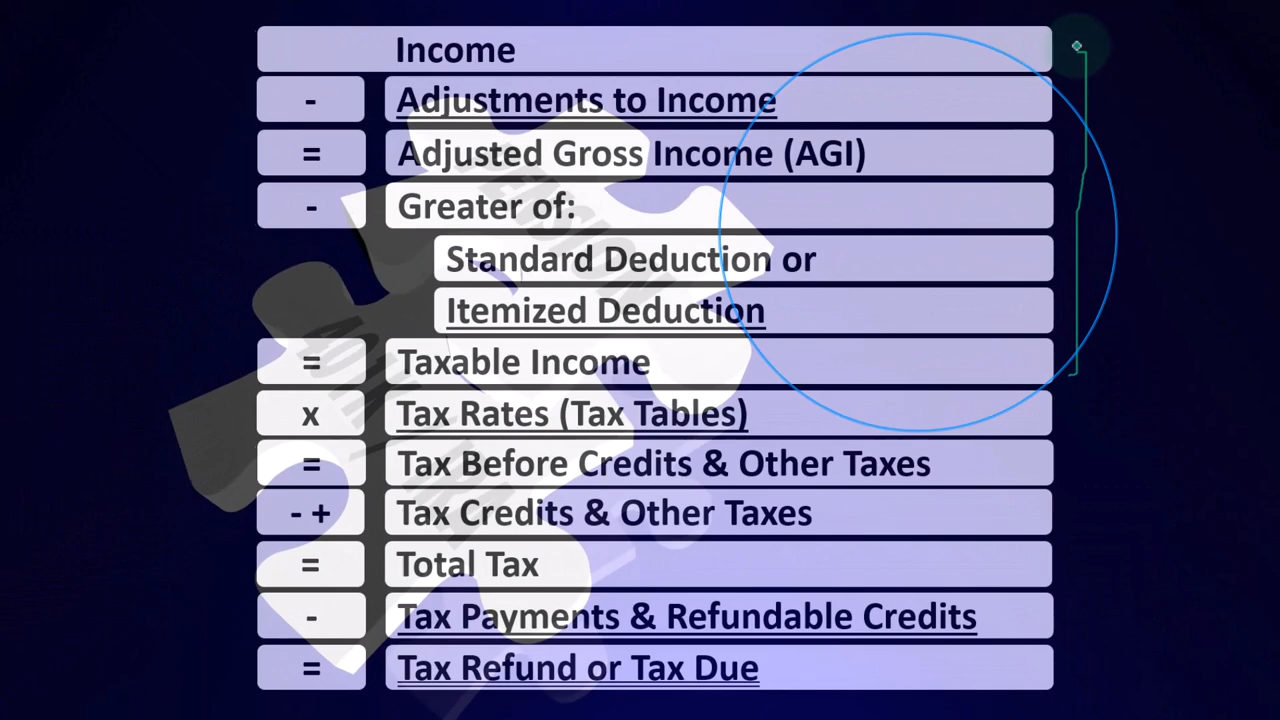 Income
- Adjustments to Income
= Adjusted Gross Income (AGI)
- Greater of:
Standard Deduction or
Itemized Deduction
= Taxable Income
x Tax Rates (Tax Tables)
= Tax Before Credits & Other Taxes
- + Tax Credits & Other Taxes
= Total Tax
- Tax Payments & Refundable Credits
= Tax Refund or Tax Due
PENSION